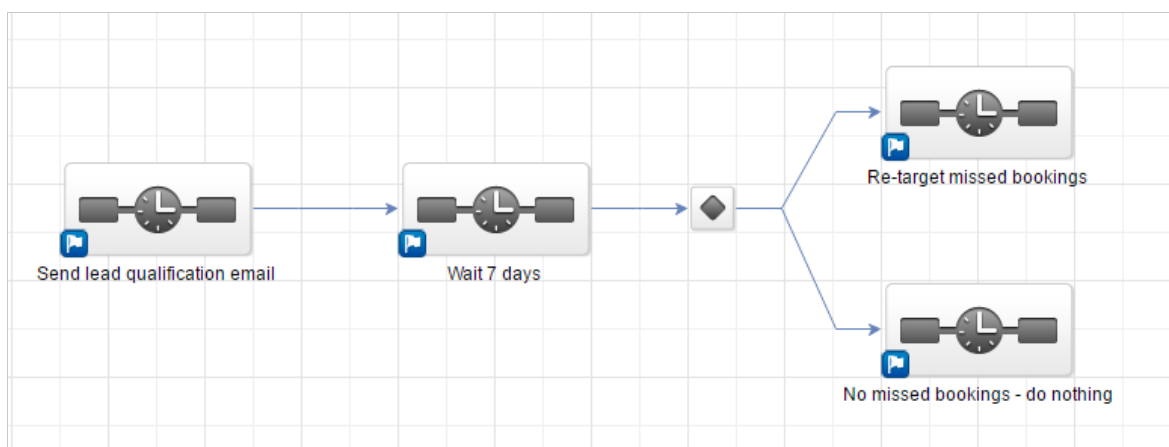 Re-target missed bookings
Send lead qualification email
Wait 7 days
No missed bookings - do nothing